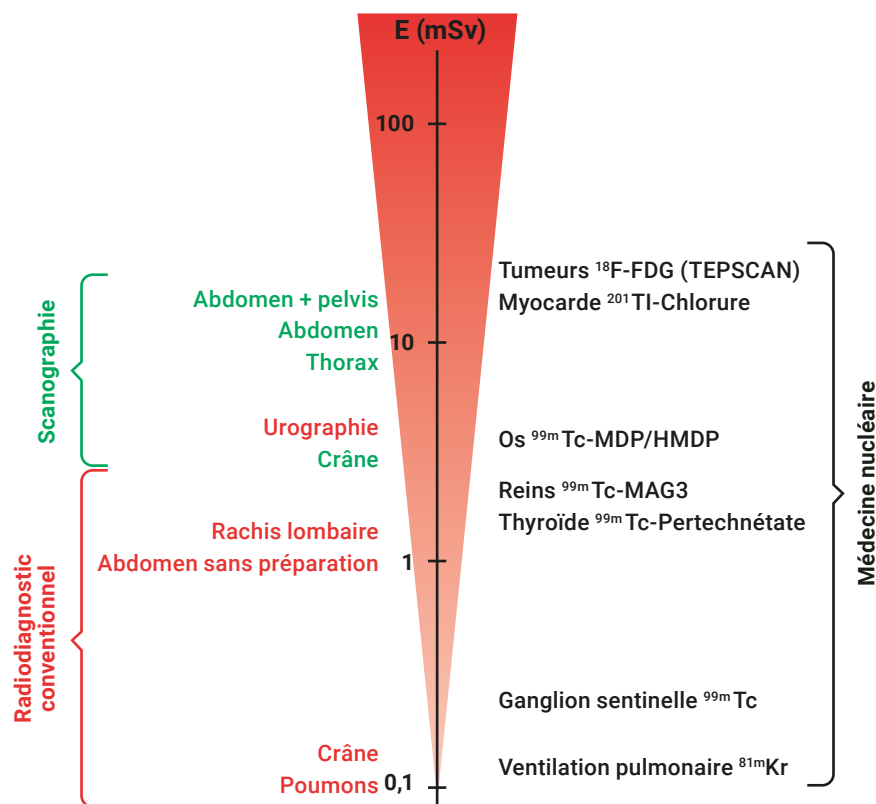 E (mSv)
100
Tumeurs ¹⁸F-FDG (TEPSCAN)
Abdomen + pelvis
Myocarde ²⁰¹TI-Chlorure
Abdomen
10
Thorax
Scanographie
Urographie
Os ⁹⁹ᵐTc-MDP/HMDP
Crâne
Reins ⁹⁹ᵐTc-MAG3
Thyroïde ⁹⁹ᵐTc-Pertechnétate
Médecine nucléaire
Rachis lombaire
Abdomen sans préparation
1
Radiodiagnostic
conventionnel
Ganglion sentinelle ⁹⁹ᵐTc
Crâne
Ventilation pulmonaire ⁸¹ᵐKr
Poumons
0,1